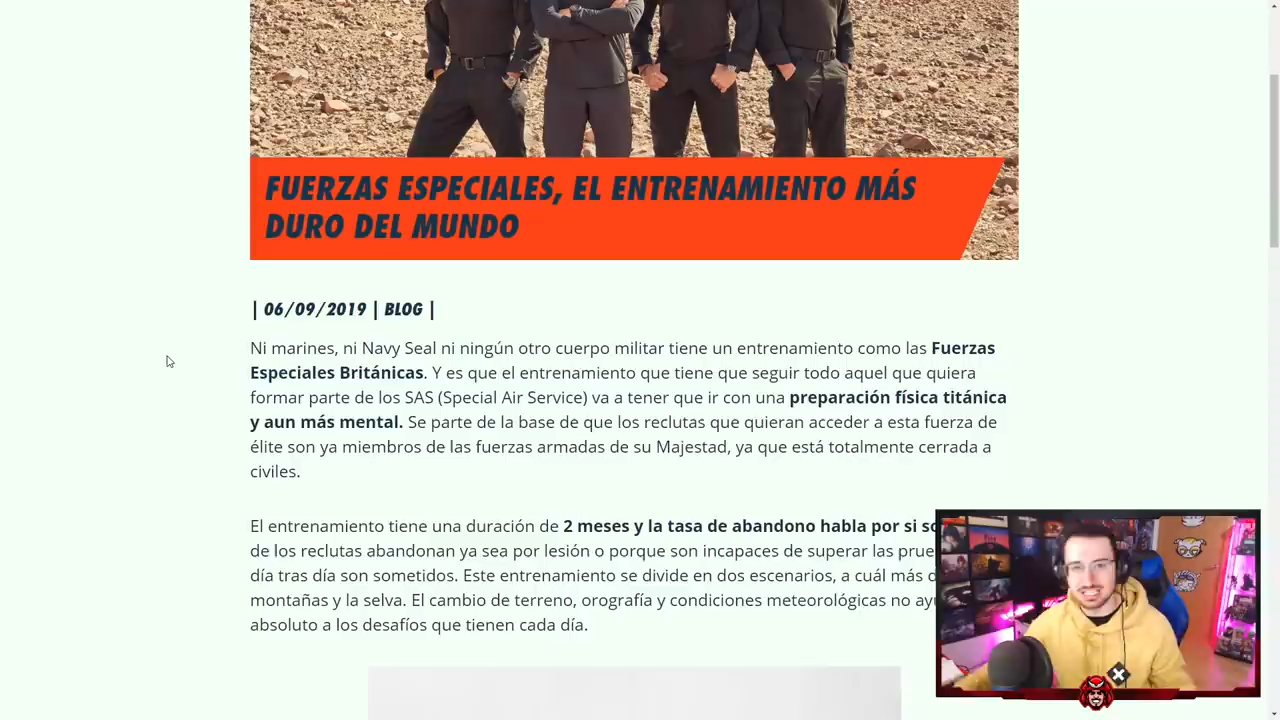 FUERZAS ESPECIALES, EL ENTRENAMIENTO MÁS
DURO DEL MUNDO
| 06/09/2019 | BLOG |
Ni marines, ni Navy Seal ni ningún otro cuerpo militar tiene un entrenamiento como las Fuerzas
Especiales Británicas. Y es que el entrenamiento que tiene que seguir todo aquel que quiera
formar parte de los SAS (Special Air Service) va a tener que ir con una preparación física titánica
y aun más mental. Se parte de la base de que los reclutas que quieran acceder a esta fuerza de
élite son ya miembros de las fuerzas armadas de su Majestad, ya que está totalmente cerrada a
civiles.
El entrenamiento tiene una duración de 2 meses y la tasa de abandono habla por si
de los reclutas abandonan ya sea por lesión o porque son incapaces de superar las
día tras día son sometidos. Este entrenamiento se divide en dos escenarios, a cuál más
montañas y la selva. El cambio de terreno, orografía y condiciones meteorológicas no
absoluto a los desafíos que tienen cada día.